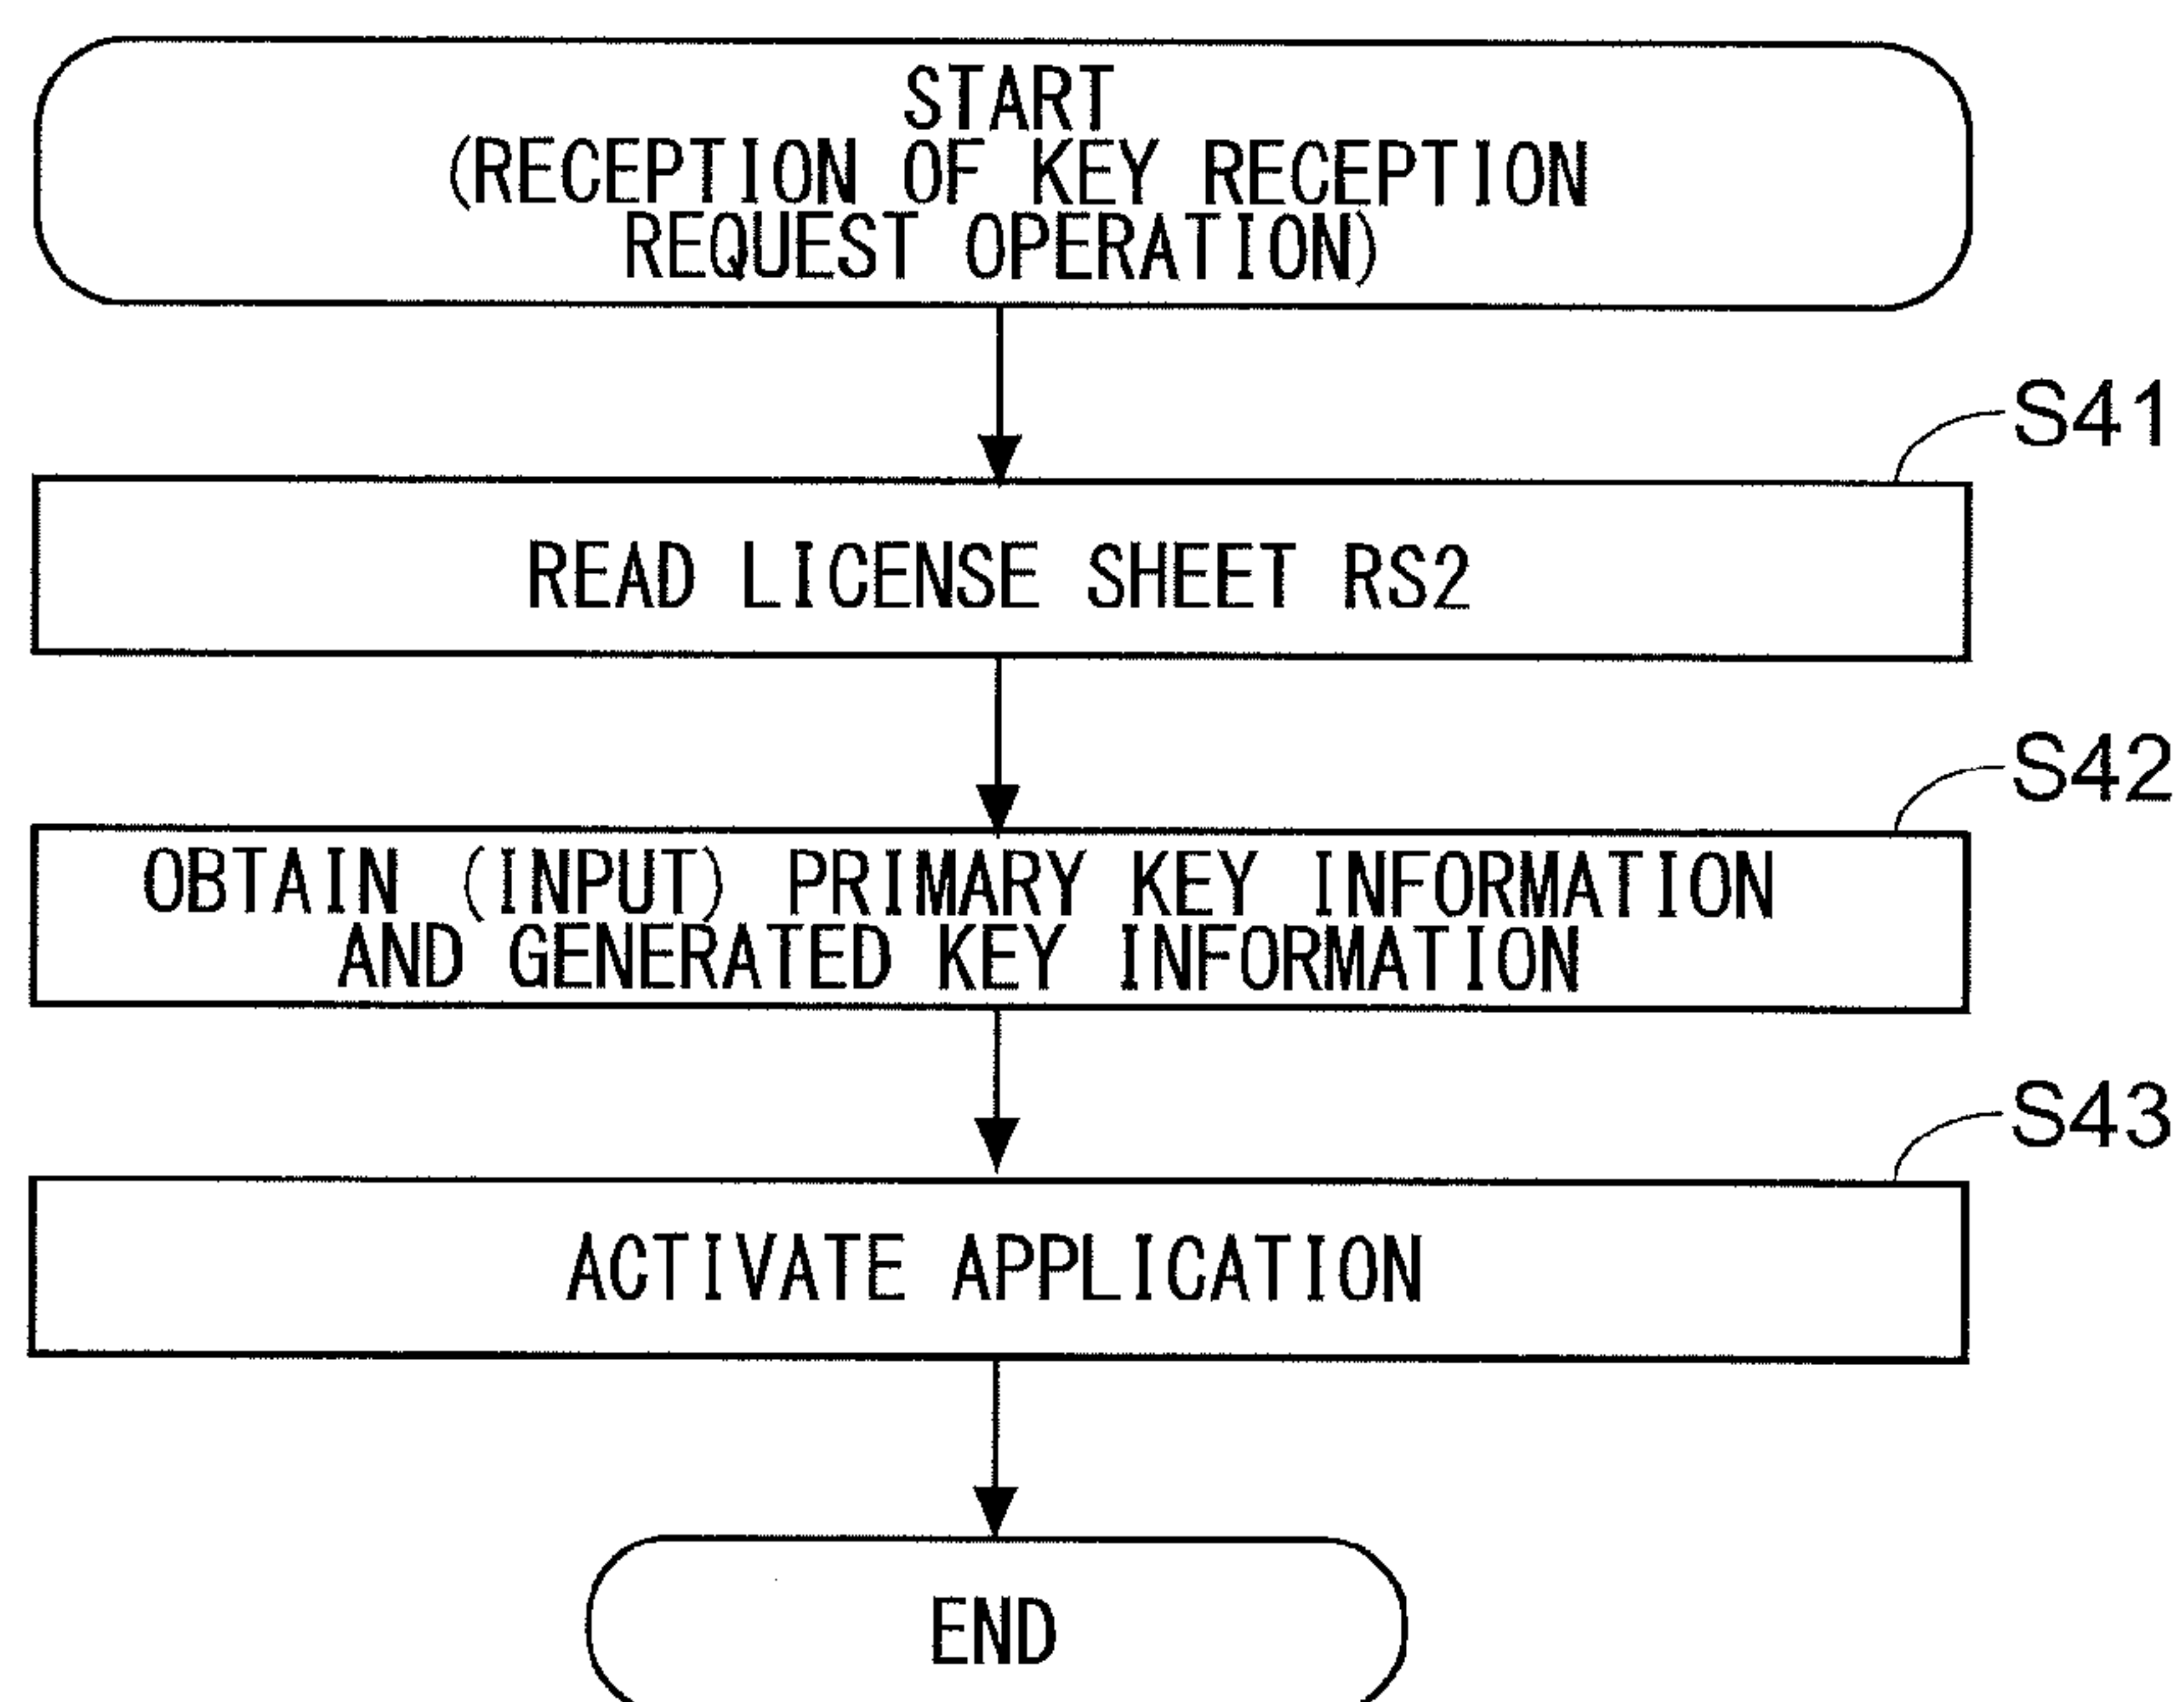 START
(RECEPTION OF KEY RECEPTION
REQUEST OPERATION)
S41
READ LICENSE SHEET RS2
S42
OBTAIN (INPUT) PRIMARY KEY INFORMATION
AND GENERATED KEY INFORMATION
S43
ACTIVATE APPLICATION
END